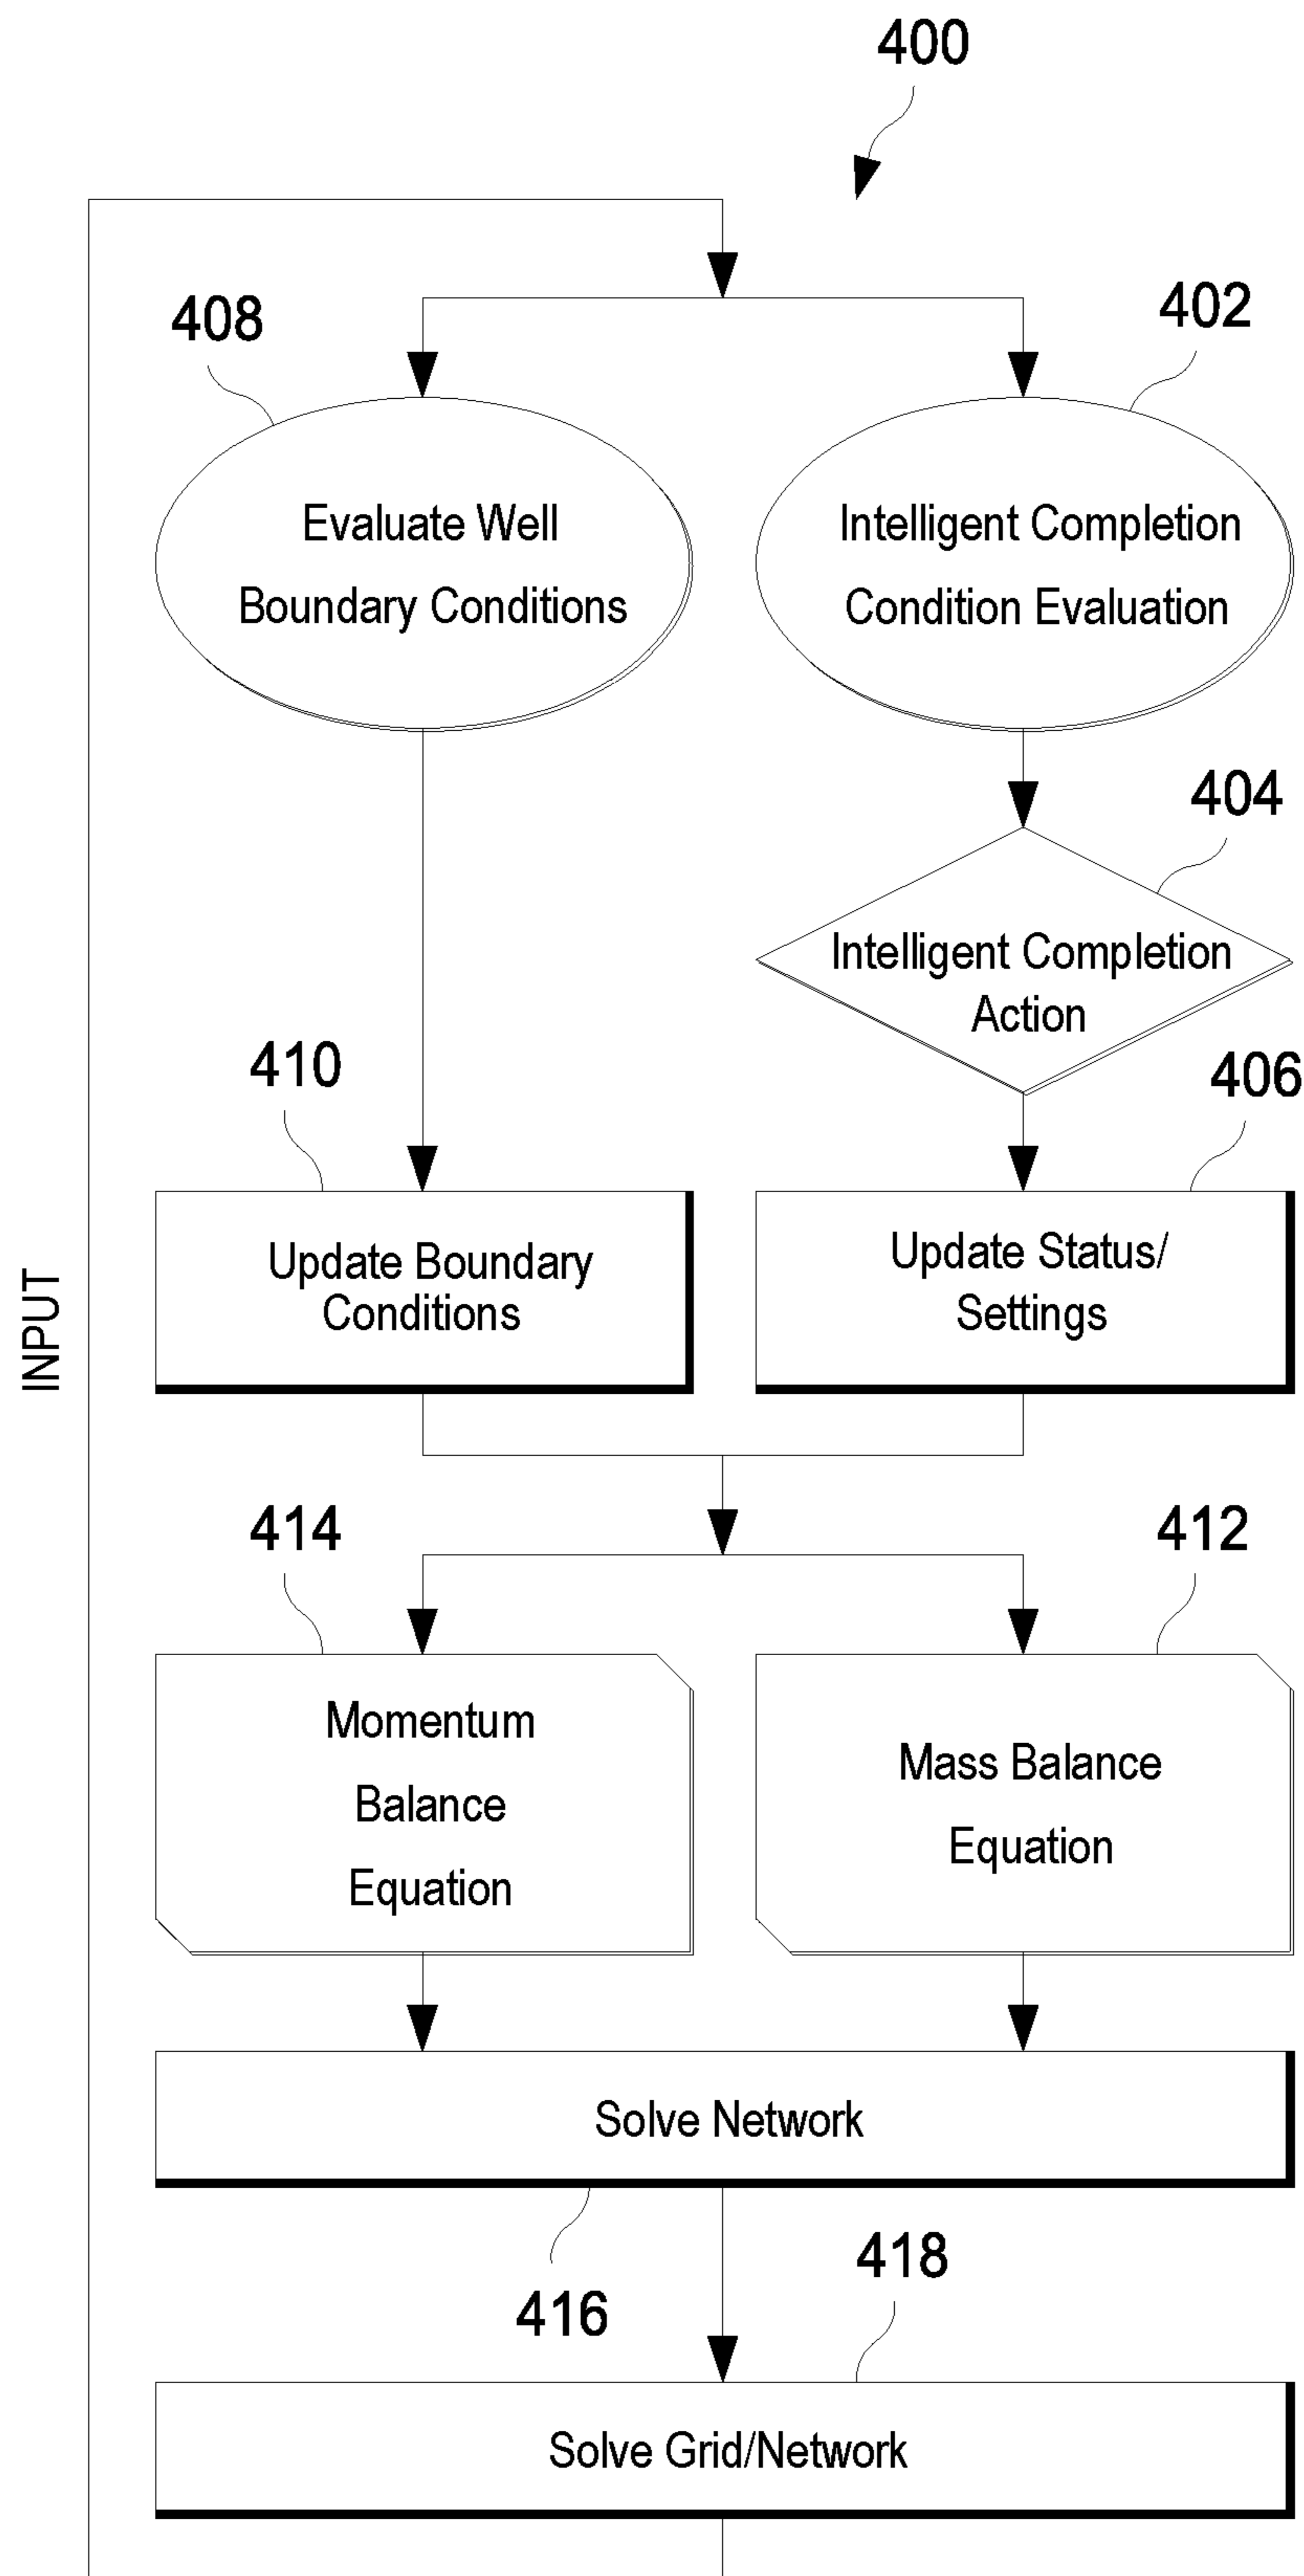 400
408
402
Evaluate Well
Boundary Conditions
Intelligent Completion
Condition Evaluation
404
Intelligent Completion
Action
410
406
Update Boundary
Conditions
Update Status/
Settings
INPUT
414
412
Momentum
Balance
Equation
Mass Balance
Equation
Solve Network
416
418
Solve Grid/Network